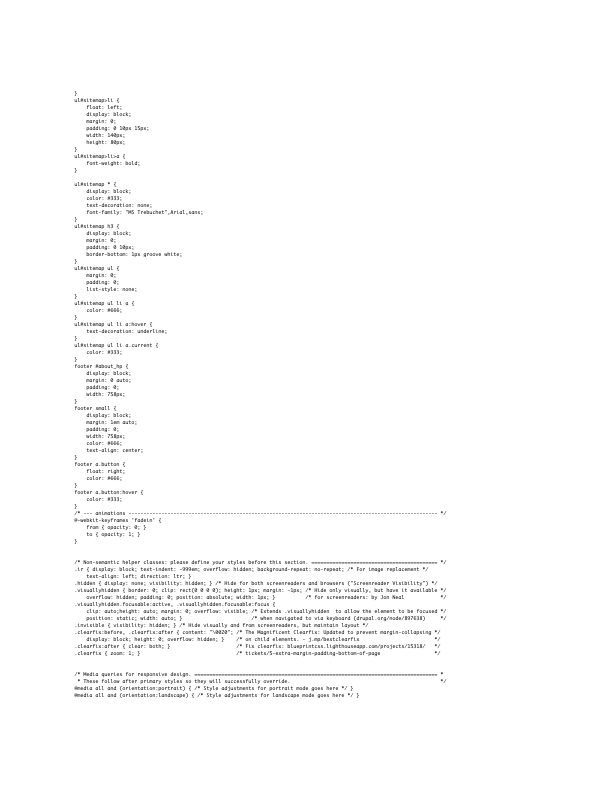 }
ul#sitemap>li {
    float: left;
    display: block;
    margin: 0;
    padding: 0 10px 15px;
    width: 140px;
    height: 80px;
}
ul#sitemap>li>a {
    font-weight: bold;
}

ul#sitemap * {
    display: block;
    color: #333;
    text-decoration: none;
    font-family: "MS Trebuchet",Arial,sans;
}
ul#sitemap h3 {
    display: block;
    margin: 0;
    padding: 0 10px;
    border-bottom: 1px groove white;
}
ul#sitemap ul {
    margin: 0;
    padding: 0;
    list-style: none;
}
ul#sitemap ul li a {
    color: #666;
}
ul#sitemap ul li a:hover {
    text-decoration: underline;
}
ul#sitemap ul li a.current {
    color: #333;
}
footer #about_hp {
    display: block;
    margin: 0 auto;
    padding: 0;
    width: 758px;
}
footer small {
    display: block;
    margin: 1em auto;
    padding: 0;
    width: 758px;
    color: #666;
    text-align: center;
}
footer a.button {
    float: right;
    color: #666;
}
footer a.button:hover {
    color: #333;
}
/* --- animations ------------------------------------------------------------------------------------------------------- */
@-webkit-keyframes 'fadein' {
    from { opacity: 0; }
    to { opacity: 1; }
}

/* Non-semantic helper classes: please define your styles before this section. ========================================== */
.ir { display: block; text-indent: -999em; overflow: hidden; background-repeat: no-repeat; /* For image replacement */
    text-align: left; direction: ltr; }
.hidden { display: none; visibility: hidden; } /* Hide for both screenreaders and browsers ("Screenreader Visibility") */
.visuallyhidden { border: 0; clip: rect(0 0 0 0); height: 1px; margin: -1px; /* Hide only visually, but have it available */
    overflow: hidden; padding: 0; position: absolute; width: 1px; }          /* for screenreaders: by Jon Neal */
.visuallyhidden.focusable:active, .visuallyhidden.focusable:focus {
    clip: auto;height: auto; margin: 0; overflow: visible; /* Extends .visuallyhidden  to allow the element to be focused */
    position: static; width: auto; }                       /* when navigated to via keyboard (drupal.org/node/897638) */
.invisible { visibility: hidden; } /* Hide visually and from screenreaders, but maintain layout */
.clearfix:before, .clearfix:after { content: "\0020"; /* The Magnificent Clearfix: Updated to prevent margin-collapsing */
    display: block; height: 0; overflow: hidden; }    /* on child elements. - j.mp/bestclearfix */
.clearfix:after { clear: both; }                      /* Fix clearfix: blueprintcss.lighthouseapp.com/projects/15318/ */
.clearfix { zoom: 1; }                                /* tickets/5-extra-margin-padding-bottom-of-page */

/* Media queries for responsive design. ================================================================================= *
 * These follow after primary styles so they will successfully override. */
@media all and (orientation:portrait) { /* Style adjustments for portrait mode goes here */ }
@media all and (orientation:landscape) { /* Style adjustments for landscape mode goes here */ }